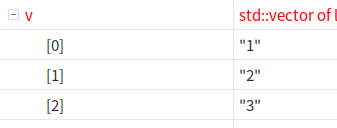 v std::vector of
[0] "1"
[1] "2"
[2] "3"